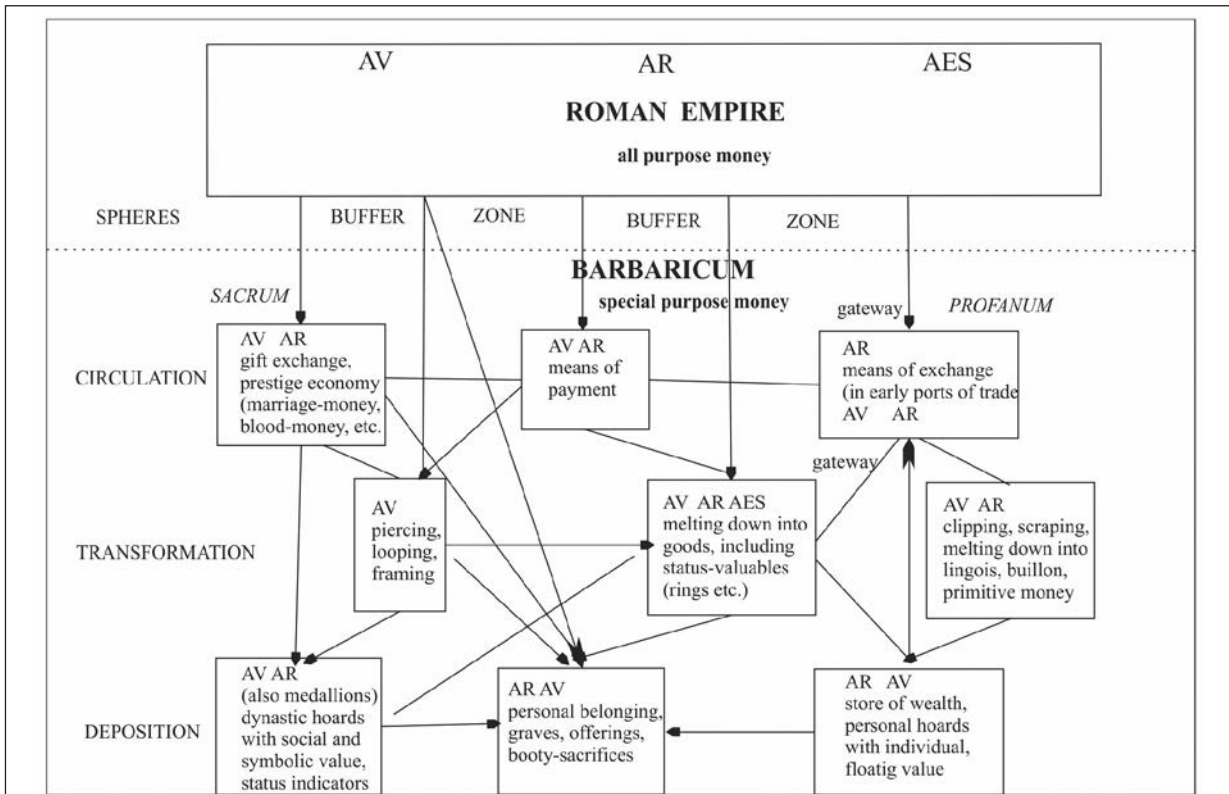 AV AR AES
ROMAN EMPIRE
all purpose money
SPHERES BUFFER ZONE BUFFER ZONE
BARBARICUM
SACRUM special purpose money gateway PROFANUM
CIRCULATION
AV AR
gift exchange,
prestige economy
(marriage-money,
blood-money, etc.
AV AR
means of
payment
AR
means of exchange
(in early ports of trade
AV AR
gateway
TRANSFORMATION
AV
piercing,
looping,
framing
AV AR AES
melting down into
goods, including
status-valuables
(rings etc.)
AV AR
clipping, scraping,
melting down into
lingois, buillon,
primitive money
DEPOSITION
AV AR
(also medallions)
dynastic hoards
with social and
symbolic value,
status indicators
AR AV
personal belonging,
graves, offerings,
booty-sacrifices
AR AV
store of wealth,
personal hoards
with individual,
floatig value